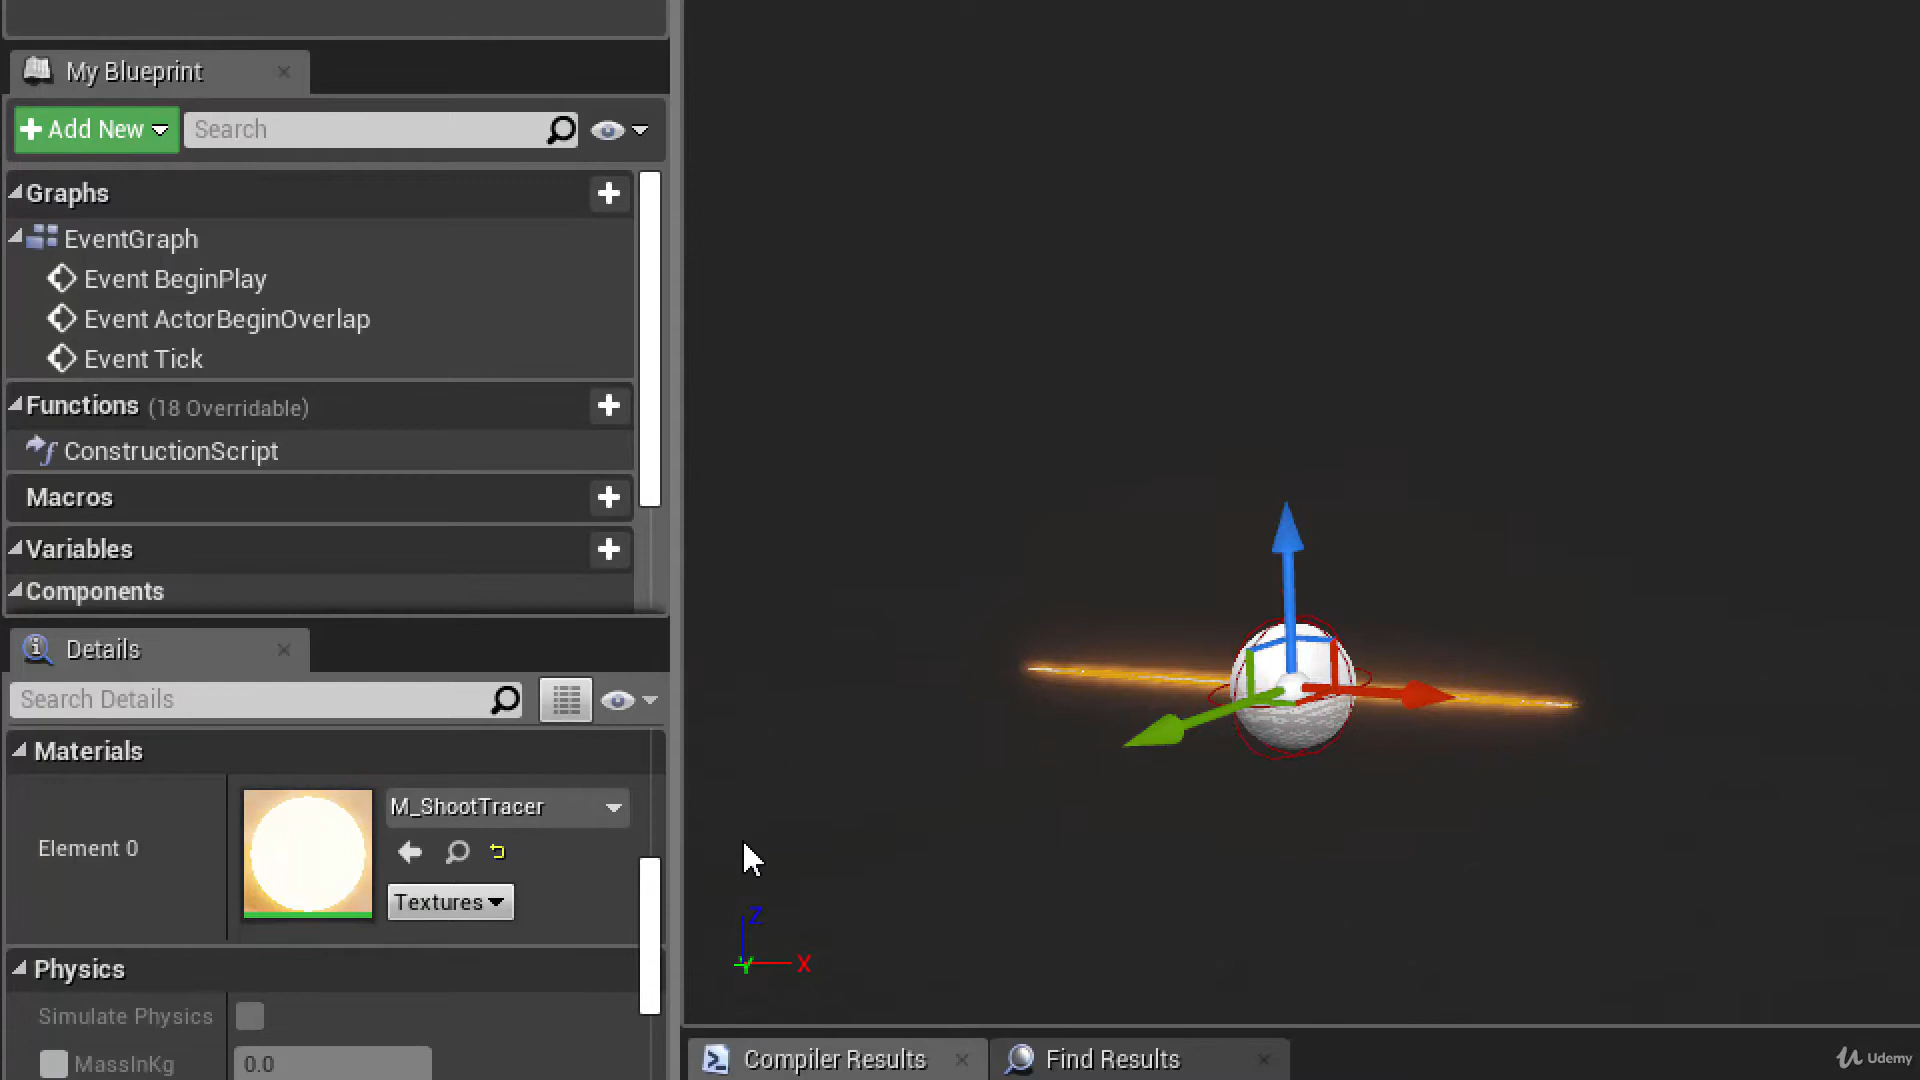 My Blueprint
Add New
Search
Graphs
EventGraph
Event BeginPlay
Event ActorBeginOverlap
Event Tick
Functions (18 Overridable)
ConstructionScript
Macros
Variables
Components
Details
Search Details
Materials
Element 0
M_ShootTracer
Textures
Physics
Simulate Physics
MassInKg
0.0
Z
X
Y
Compiler Results
Find Results
Udemy